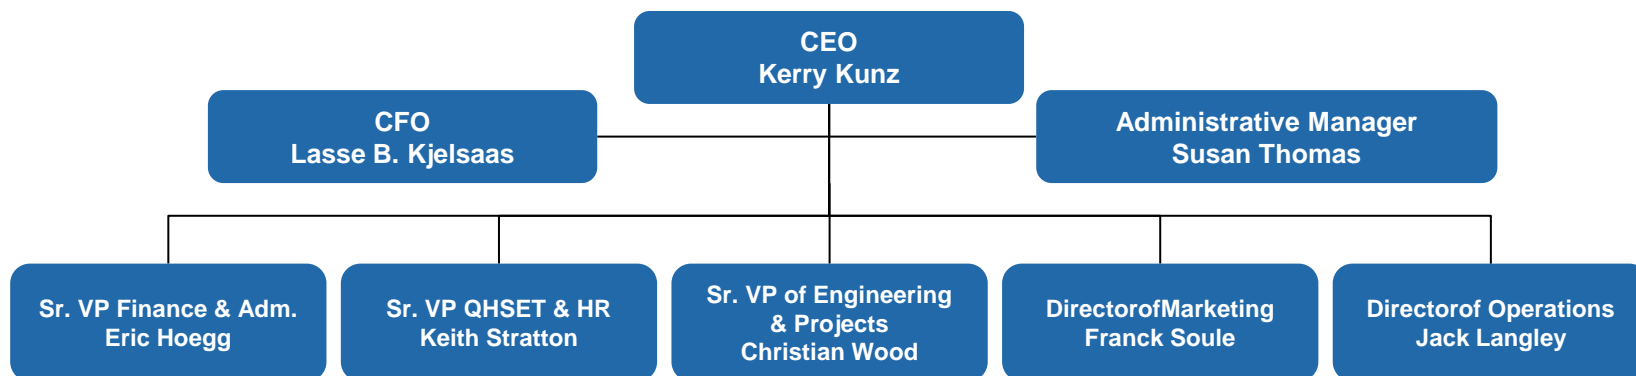 CEO
Kerry Kunz
CFO
Lasse B. Kjelsaas
Administrative Manager
Susan Thomas
Sr. VP Finance & Adm.
Eric Hoegg
Sr. VP QHSET & HR
Keith Stratton
Sr. VP of Engineering
& Projects
Christian Wood
DirectorofMarketing
Franck Soule
Directorof Operations
Jack Langley